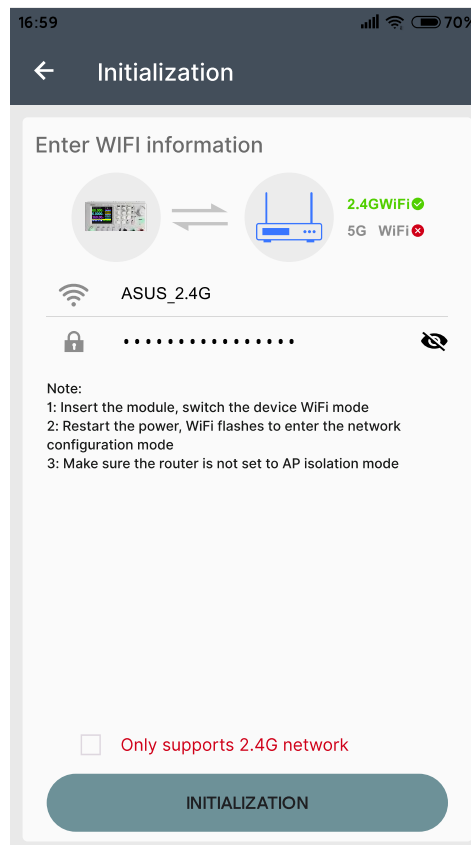 16:59
70%
Initialization
Enter WIFI information
2.4GWiFi
5G WiFi
ASUS_2.4G
Note:
1: Insert the module, switch the device WiFi mode
2: Restart the power, WiFi flashes to enter the network
configuration mode
3: Make sure the router is not set to AP isolation mode
Only supports 2.4G network
INITIALIZATION